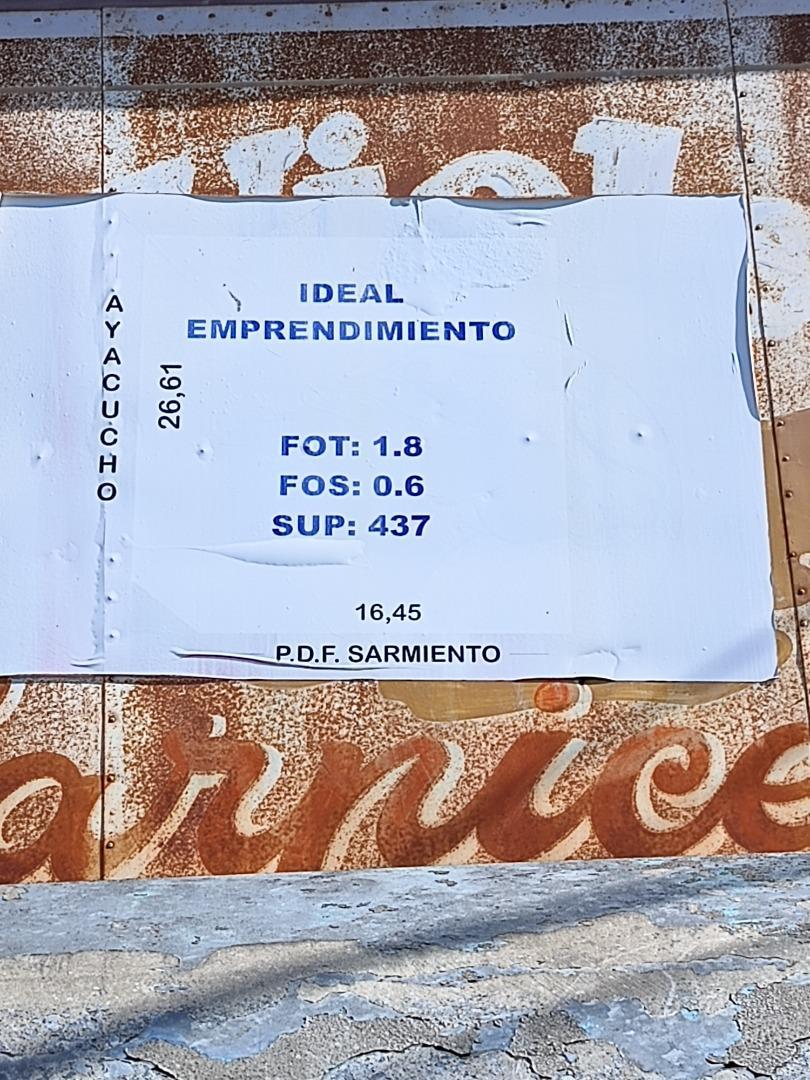 IDEAL
EMPRENDIMIENTO
AYACUCHO
26,61
FOT: 1.8
FOS: 0.6
SUP: 437
16,45
P.D.F. SARMIENTO